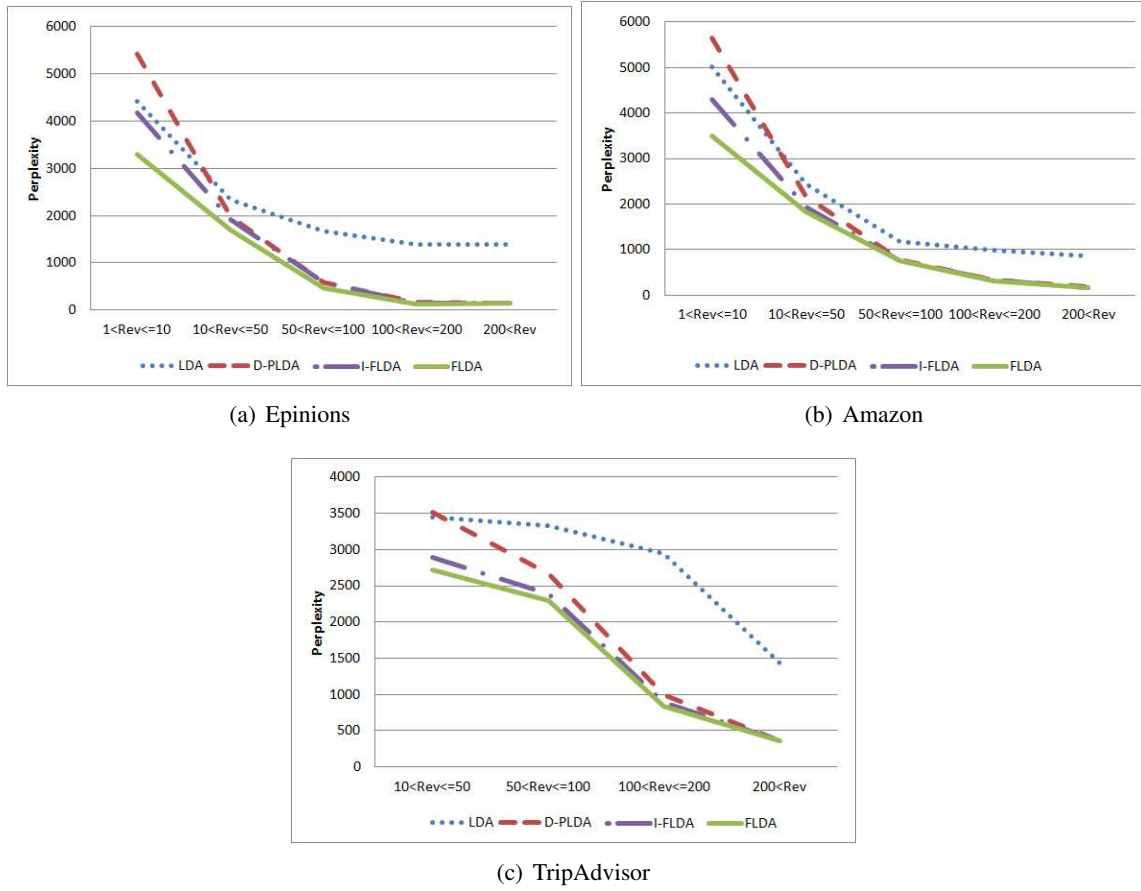 6000
5000
4000
3000
2000
1000
0
Perplexity
1<Rev<=10 10<Rev<=50 50<Rev<=100 100<Rev<=200 200<Rev
LDA D-PLDA I-FLDA FLDA
(a) Epinions
6000
5000
4000
3000
2000
1000
0
Perplexity
1<Rev<=10 10<Rev<=50 50<Rev<=100 100<Rev<=200 200<Rev
LDA D-PLDA I-FLDA FLDA
(b) Amazon
4000
3500
3000
2500
2000
1500
1000
500
0
Perplexity
10<Rev<=50 50<Rev<=100 100<Rev<=200 200<Rev
LDA D-PLDA I-FLDA FLDA
(c) TripAdvisor